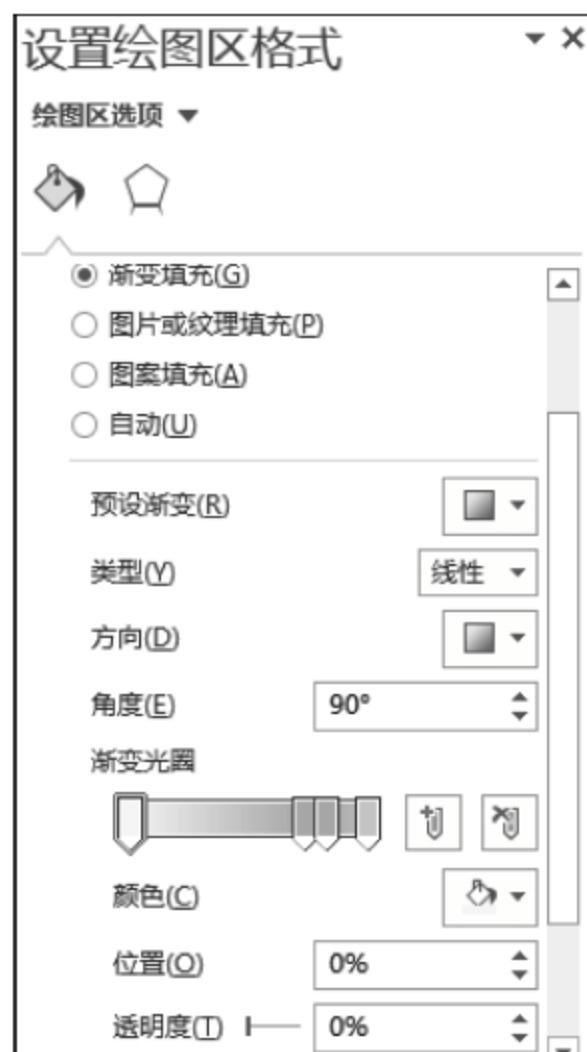 设置绘图区格式
绘图区选项
渐变填充(G)
图片或纹理填充(P)
图案填充(A)
自动(U)
预设渐变(R)
类型(Y) 线性
方向(D)
角度(E) 90°
渐变光圈
颜色(C)
位置(O) 0%
透明度(T) 0%